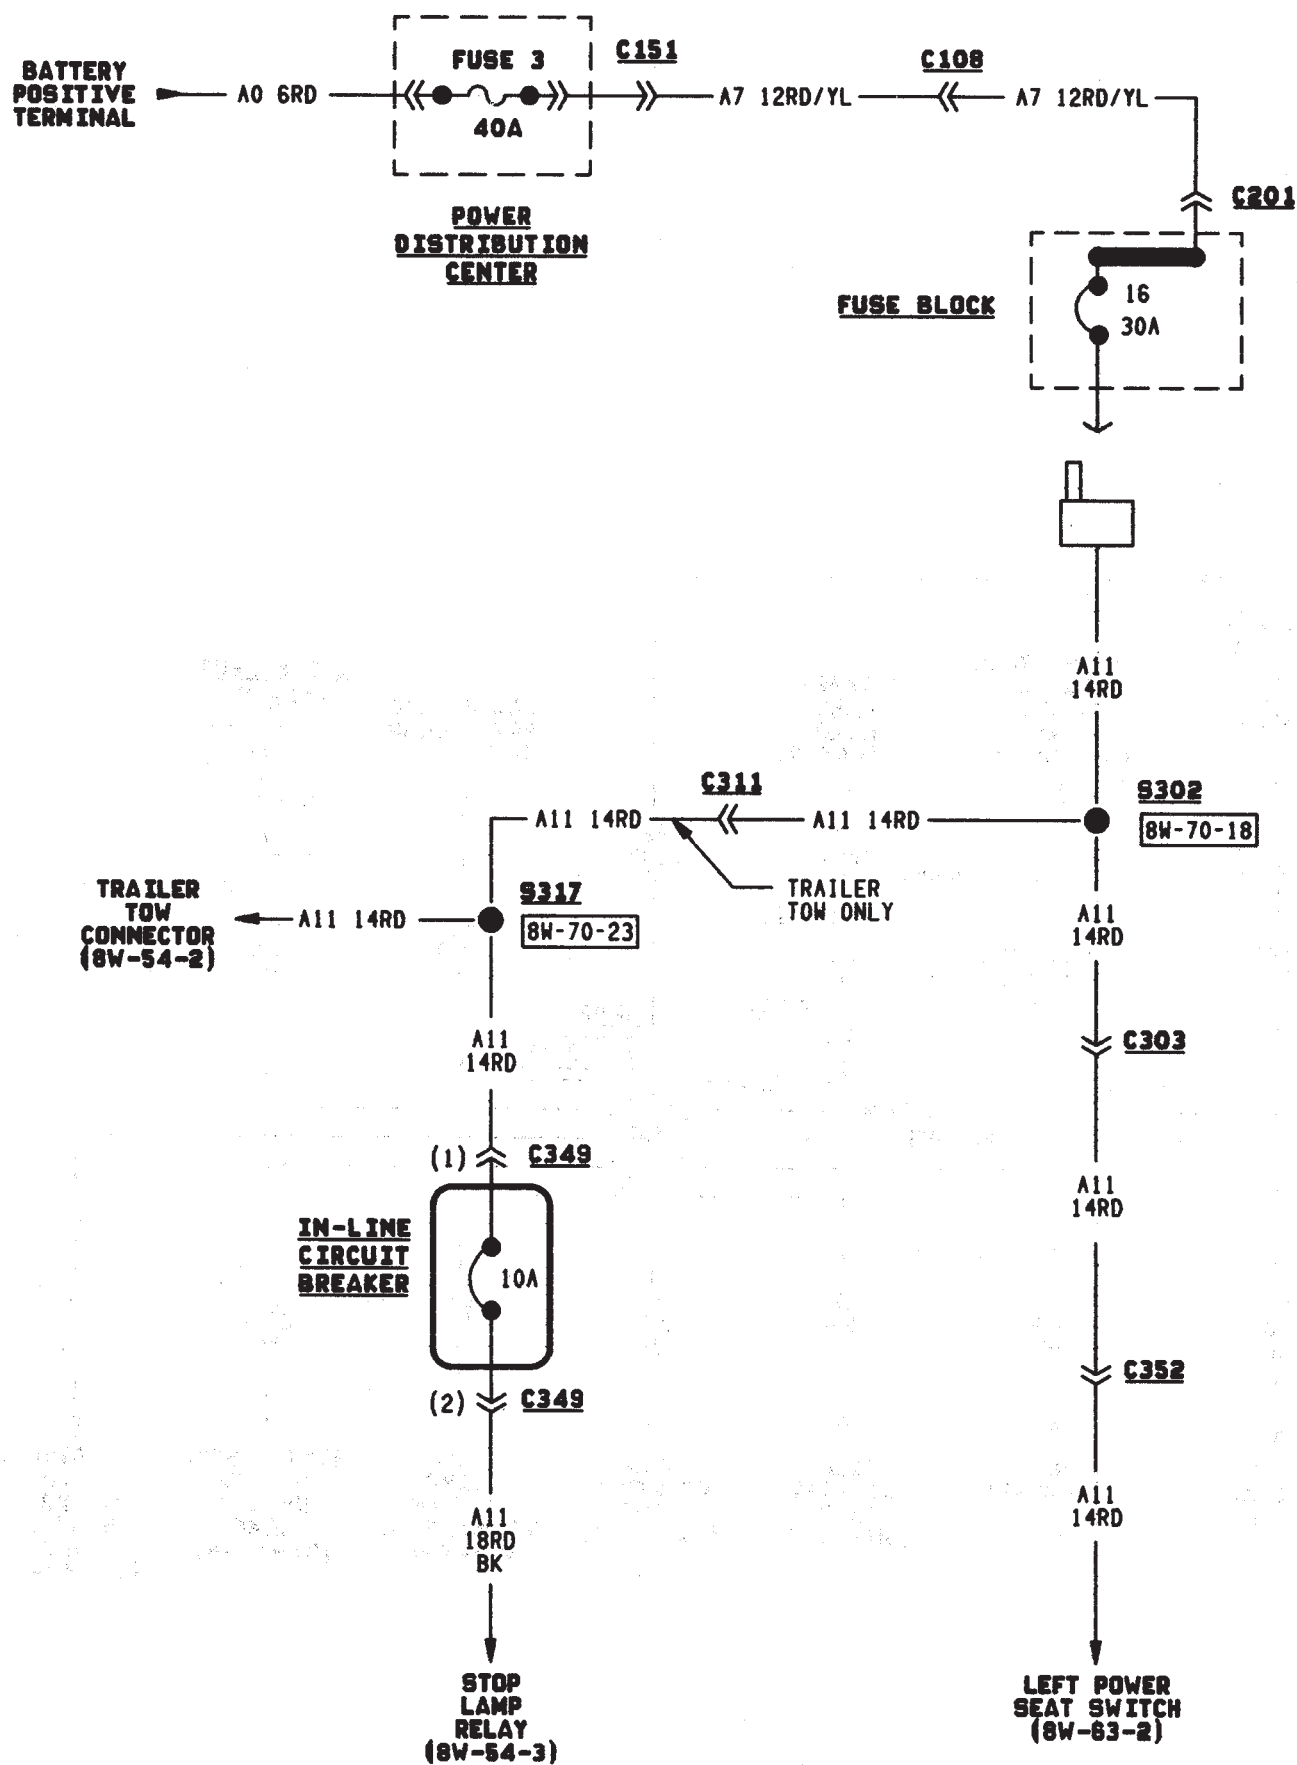 BATTERY
POSITIVE
TERMINAL
A0 6RD
FUSE 3
40A
C151
A7 12RD/YL
C108
A7 12RD/YL
POWER
DISTRIBUTION
CENTER
C201
FUSE BLOCK
16
30A
A11
14RD
C311
A11 14RD
A11 14RD
S302
8W-70-18
TRAILER
TOW ONLY
TRAILER
TOW
CONNECTOR
(8W-54-2)
A11 14RD
S317
8W-70-23
A11
14RD
C303
A11
14RD
(1)
C349
IN-LINE
CIRCUIT
BREAKER
10A
A11
14RD
(2)
C349
C352
A11
18RD
BK
A11
14RD
STOP
LAMP
RELAY
(8W-54-3)
LEFT POWER
SEAT SWITCH
(8W-63-2)